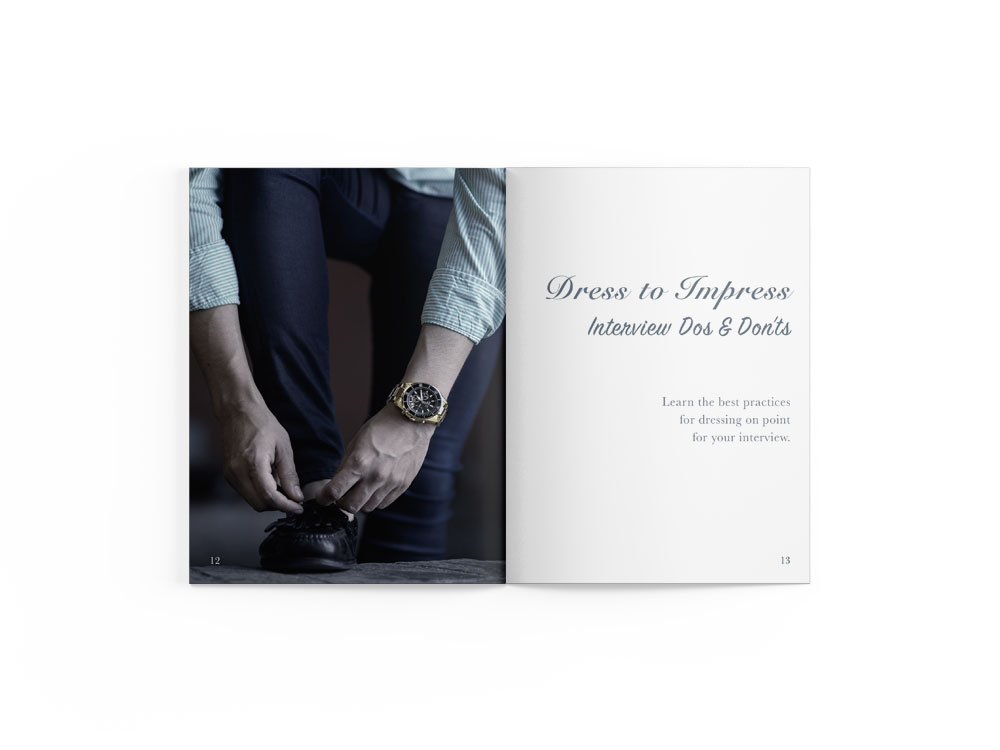 Dress to Impress
Interview Dos & Don'ts
Learn the best practices
for dressing on point
for your interview.
12
13